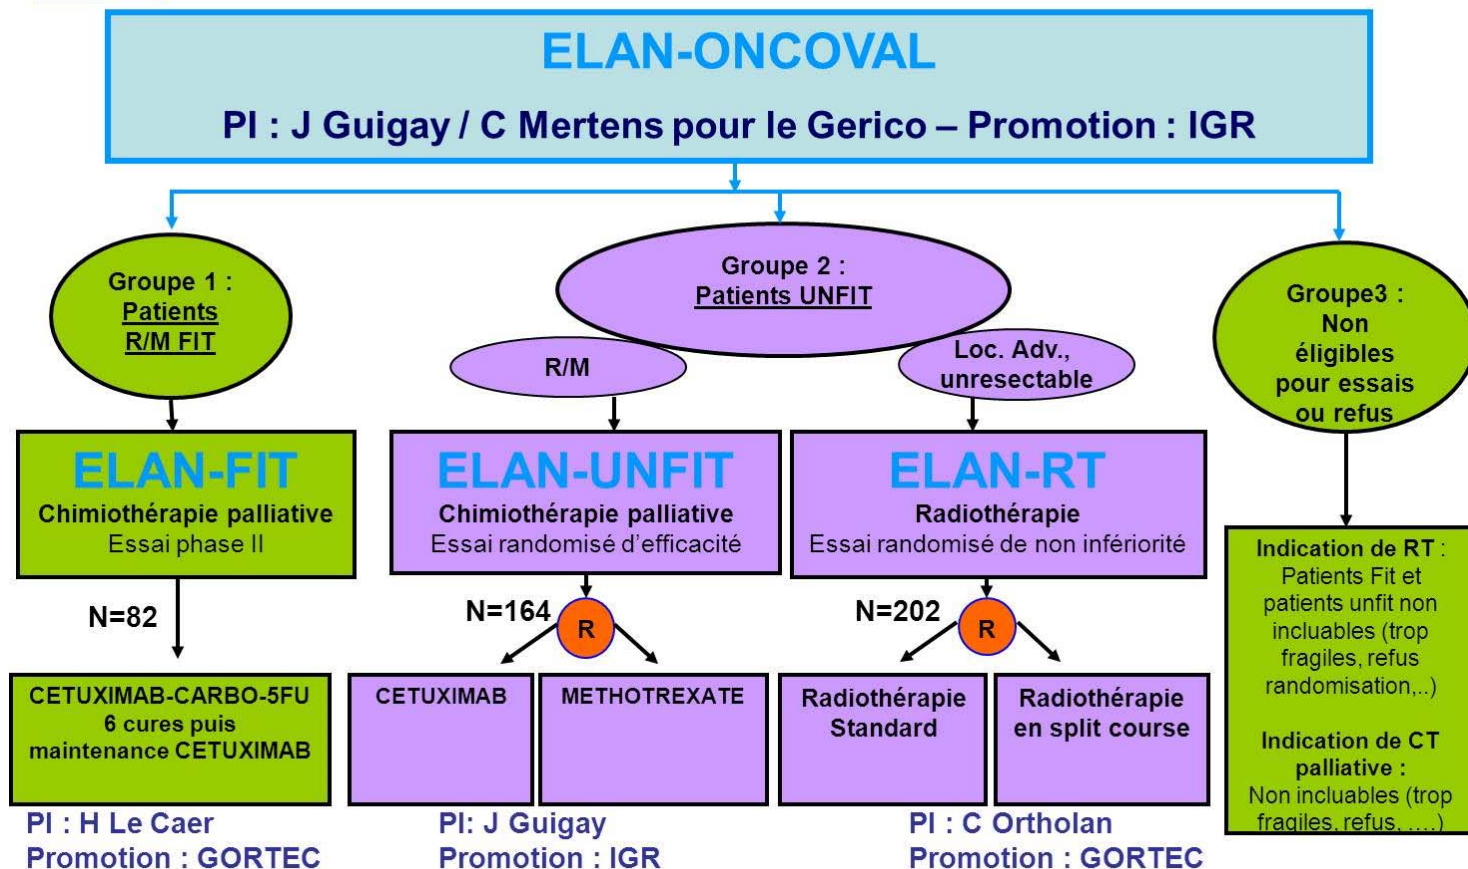 ELAN-ONCOVAL
PI : J Guigay / C Mertens pour le Gerico – Promotion : IGR
Groupe 1 :
Patients
R/M FIT
Groupe 2 :
Patients UNFIT
R/M
Loc. Adv.,
unresectable
Groupe3 :
Non
éligibles
pour essais
ou refus
ELAN-FIT
Chimiothérapie palliative
Essai phase II
ELAN-UNFIT
Chimiothérapie palliative
Essai randomisé d'efficacité
ELAN-RT
Radiothérapie
Essai randomisé de non infériorité
N=82
N=164
R
N=202
R
CETUXIMAB-CARBO-5FU
6 cures puis
maintenance CETUXIMAB
CETUXIMAB
METHOTREXATE
Radiothérapie
Standard
Radiothérapie
en split course
Indication de RT :
Patients Fit et
patients unfit non
incluables (trop
fragiles, refus
randomisation,..)
Indication de CT
palliative :
Non incluables (trop
fragiles, refus, ….)
PI : H Le Caer
Promotion : GORTEC
PI: J Guigay
Promotion : IGR
PI : C Ortholan
Promotion : GORTEC